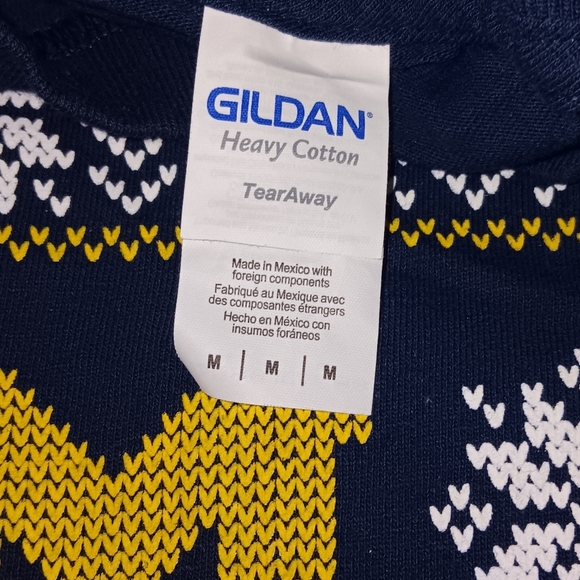 GILDAN®
Heavy Cotton
TearAway
Made in Mexico with
foreign components
Fabriqué au Mexique avec
des composantes étrangers
Hecho en México con
insumos foráneos
M | M | M